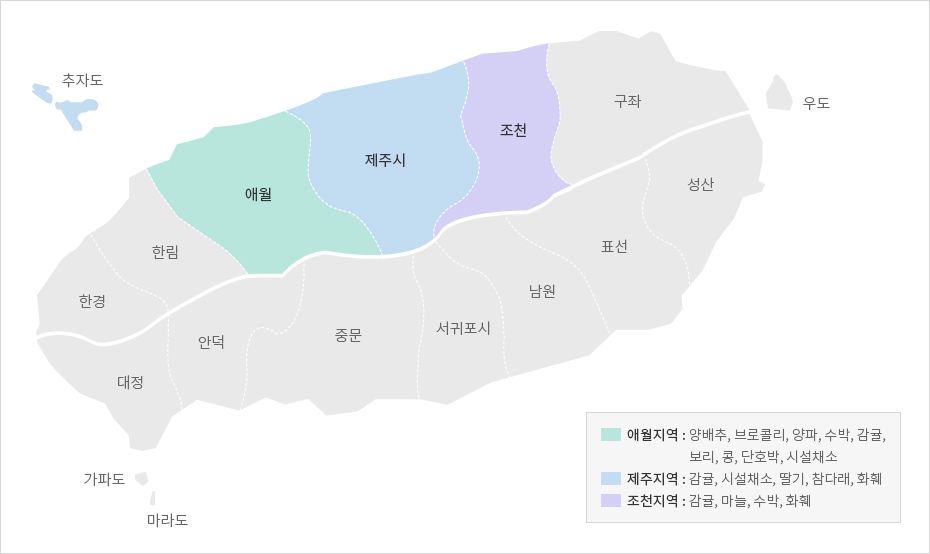 추자도
구좌
우도
조천
제주시
성산
애월
표선
한림
남원
한경
서귀포시
중문
안덕
대정
가파도
마라도
애월지역 : 양배추, 브로콜리, 양파, 수박, 감귤,
보리, 콩, 단호박, 시설채소
제주지역 : 감귤, 시설채소, 딸기, 참다래, 화훼
조천지역 : 감귤, 마늘, 수박, 화훼